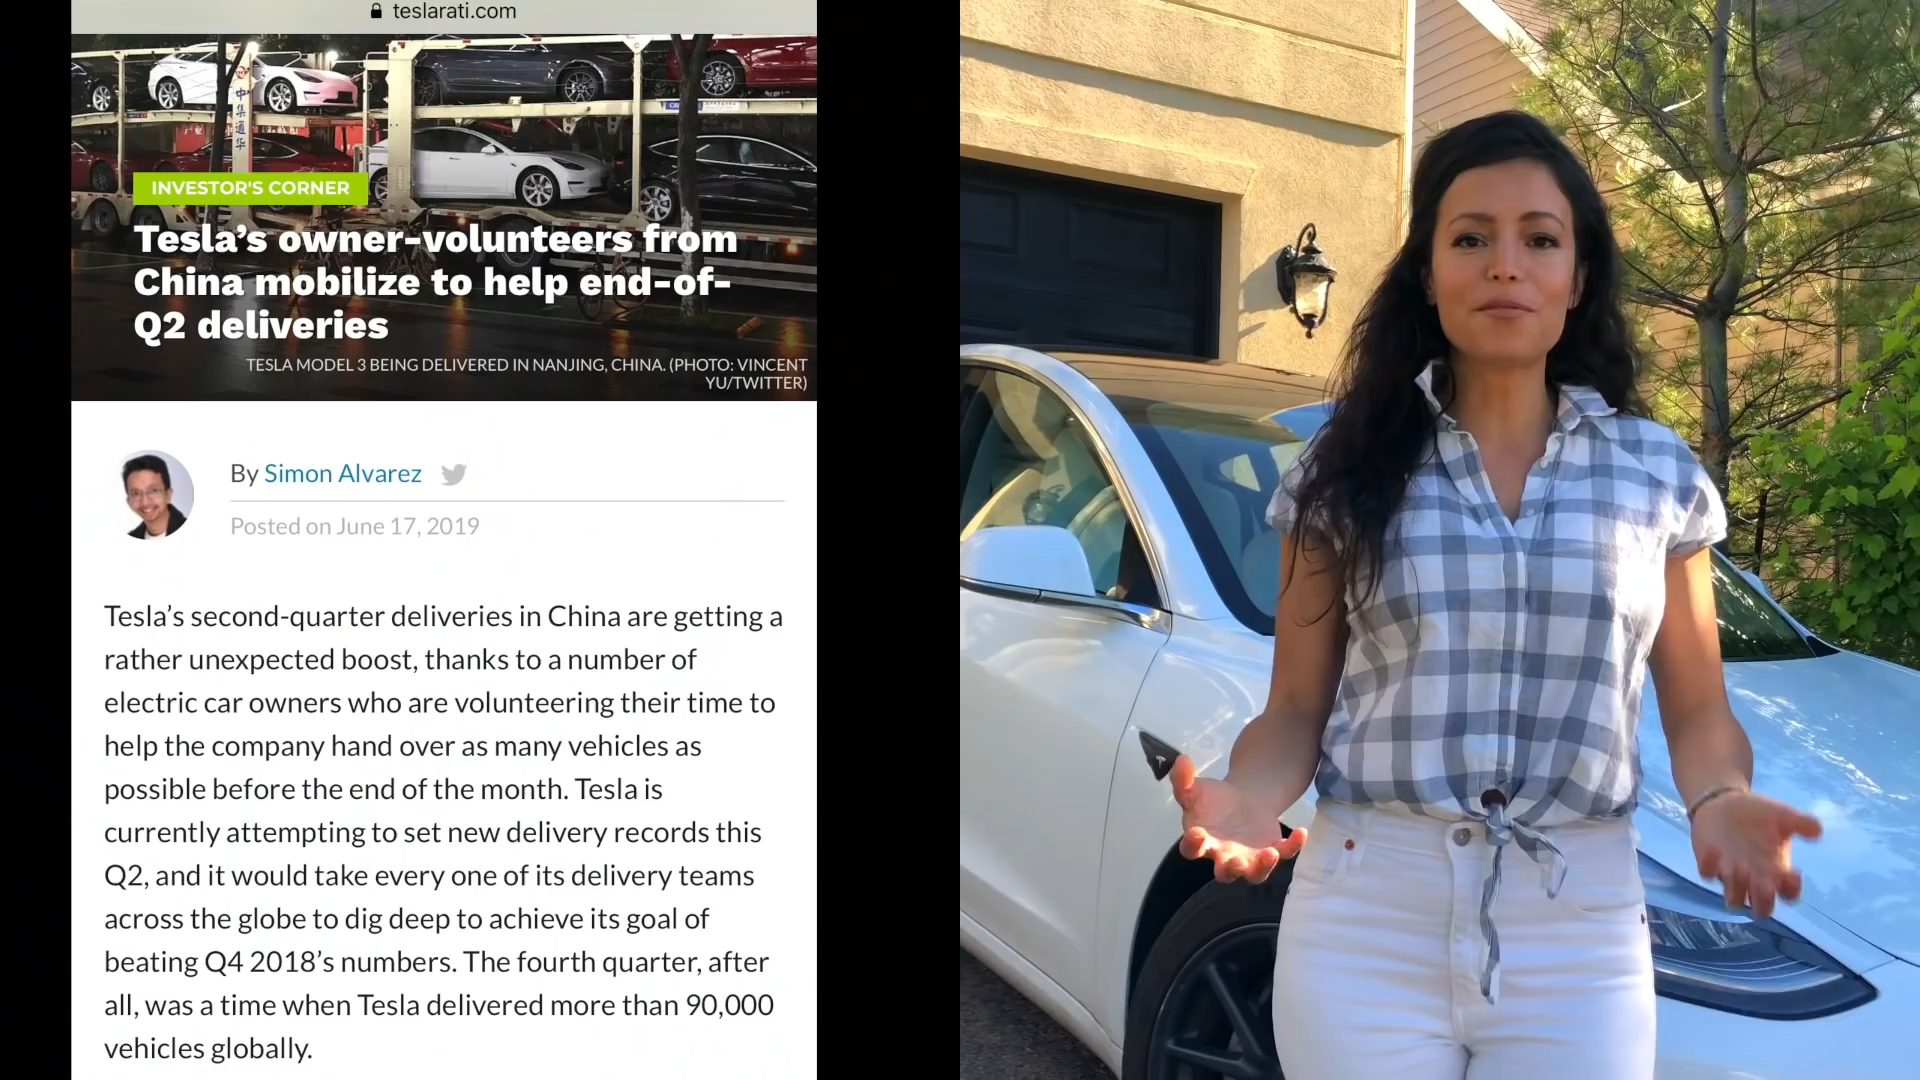 teslarati.com
中集通华
INVESTOR'S CORNER
Tesla's owner-volunteers from
China mobilize to help end-of-
Q2 deliveries
TESLA MODEL 3 BEING DELIVERED IN NANJING, CHINA. (PHOTO: VINCENT
YU/TWITTER)
By Simon Alvarez
Posted on June 17, 2019
Tesla's second-quarter deliveries in China are getting a
rather unexpected boost, thanks to a number of
electric car owners who are volunteering their time to
help the company hand over as many vehicles as
possible before the end of the month. Tesla is
currently attempting to set new delivery records this
Q2, and it would take every one of its delivery teams
across the globe to dig deep to achieve its goal of
beating Q4 2018's numbers. The fourth quarter, after
all, was a time when Tesla delivered more than 90,000
vehicles globally.